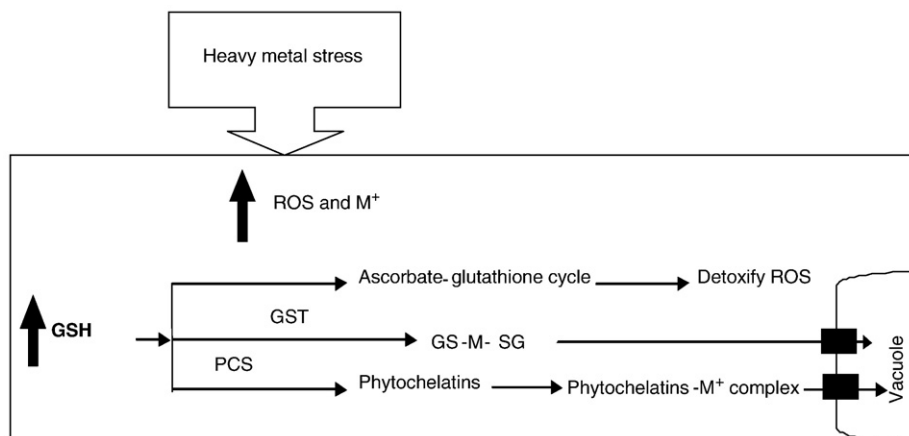 Heavy metal stress
ROS and M⁺
Ascorbate-glutathione cycle
Detoxify ROS
GST
GSH
GS-M-SG
PCS
Phytochelatins
Phytochelatins-M⁺ complex
Vacuole